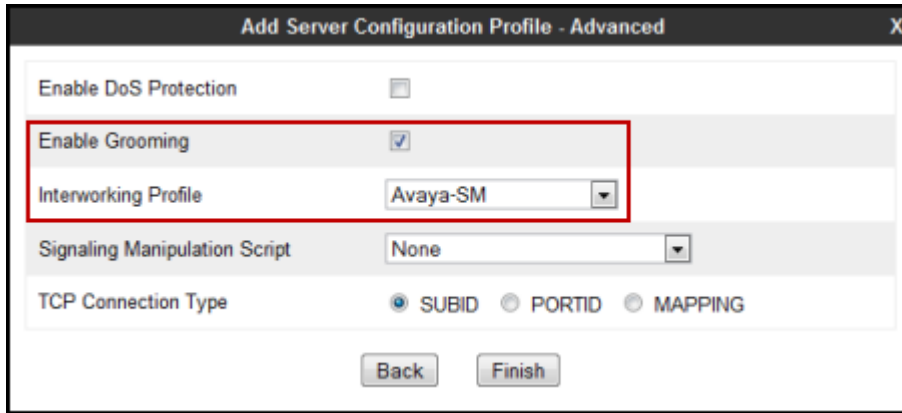 Add Server Configuration Profile - Advanced X
Enable DoS Protection
Enable Grooming
Interworking Profile Avaya-SM
Signaling Manipulation Script None
TCP Connection Type SUBID PORTID MAPPING
Back Finish